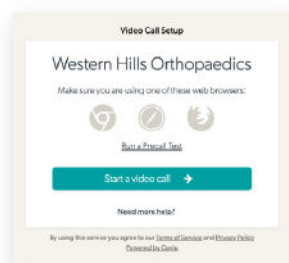 Video Call Setup
Western Hills Orthopaedics
Make sure you are using one of these web browsers:
Run a Precall Test
Start a video call
Need more help?
By using this service you agree to our Terms of Service and Privacy Policy
Powered by Coviu